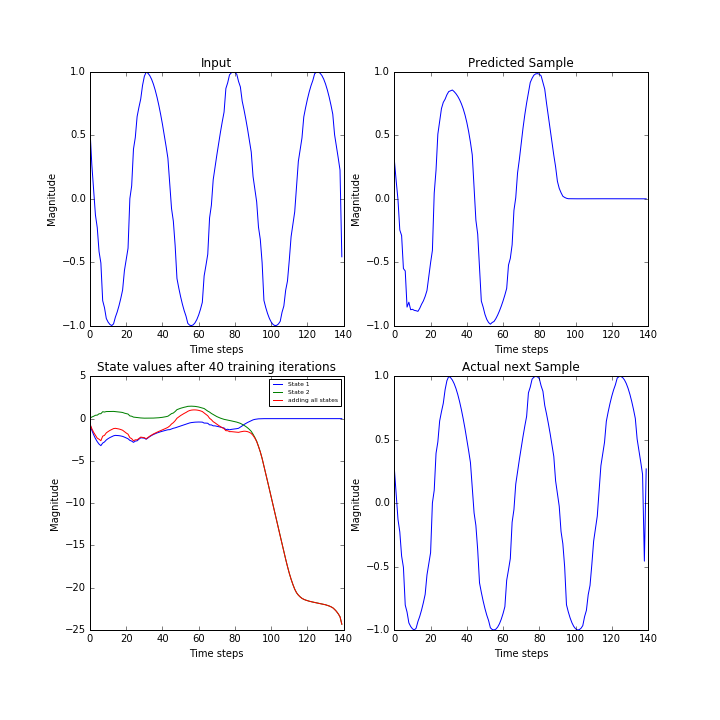 Input
1.0
0.5
0.0
−0.5
−1.0
Magnitude
0 20 40 60 80 100 120 140
Time steps
Predicted Sample
1.0
0.5
0.0
−0.5
−1.0
Magnitude
0 20 40 60 80 100 120 140
Time steps
State values after 40 training iterations
5
0
−5
−10
−15
−20
−25
Magnitude
State 1
State 2
adding all states
0 20 40 60 80 100 120 140
Time steps
Actual next Sample
1.0
0.5
0.0
−0.5
−1.0
Magnitude
0 20 40 60 80 100 120 140
Time steps